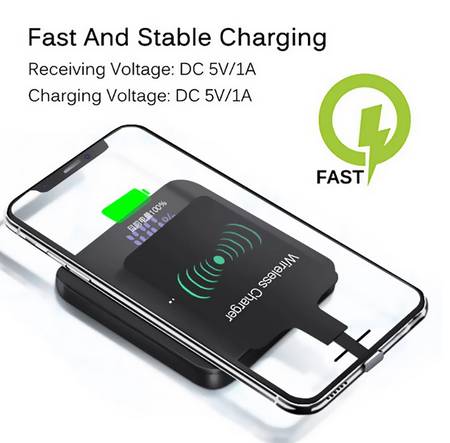 Fast And Stable Charging
Receiving Voltage: DC 5V/1A
Charging Voltage: DC 5V/1A
FAST
100%
Wireless Charger